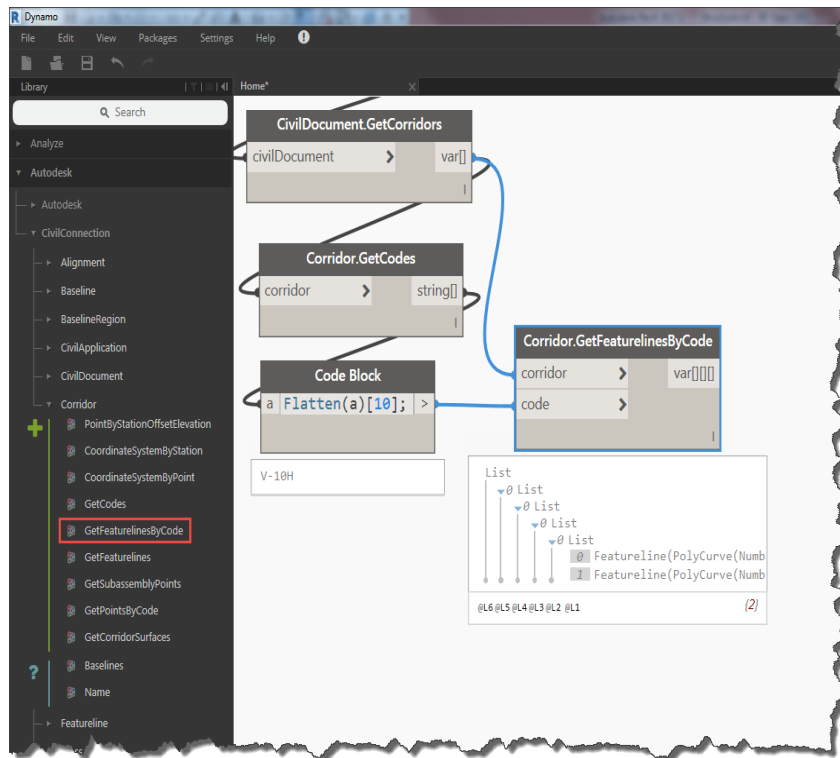 R Dynamo
File Edit View Packages Settings Help !
Library
Home* ×
Search
Analyze
Autodesk
Autodesk
CivilConnection
Alignment
Baseline
BaselineRegion
CivilApplication
CivilDocument
Corridor
PointByStationOffsetElevation
CoordinateSystemByStation
CoordinateSystemByPoint
GetCodes
GetFeaturelinesByCode
GetFeaturelines
GetSubassemblyPoints
GetPointsByCode
GetCorridorSurfaces
?
Baselines
Name
Featureline
CivilDocument.GetCorridors
civilDocument > var[]
l
Corridor.GetCodes
corridor > string[]
l
Code Block
a Flatten(a)[10]; >
V-10H
Corridor.GetFeaturelinesByCode
corridor > var[][][]
code >
l
List
0 List
0 List
0 List
0 List
0 Featureline(PolyCurve(Numb
1 Featureline(PolyCurve(Numb
@L6 @L5 @L4 @L3 @L2 @L1 {2}